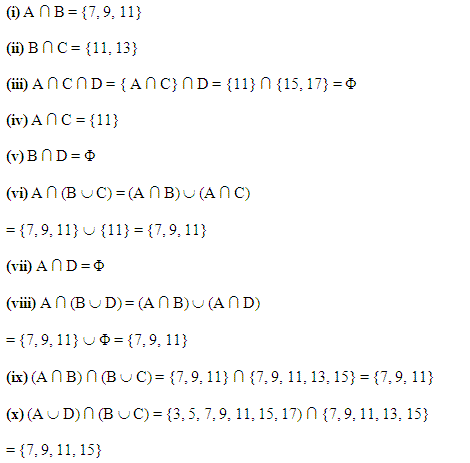 (i) A ∩ B = {7, 9, 11}
(ii) B ∩ C = {11, 13}
(iii) A ∩ C ∩ D = { A ∩ C} ∩ D = {11} ∩ {15, 17} = Φ
(iv) A ∩ C = {11}
(v) B ∩ D = Φ
(vi) A ∩ (B ∪ C) = (A ∩ B) ∪ (A ∩ C)
= {7, 9, 11} ∪ {11} = {7, 9, 11}
(vii) A ∩ D = Φ
(viii) A ∩ (B ∪ D) = (A ∩ B) ∪ (A ∩ D)
= {7, 9, 11} ∪ Φ = {7, 9, 11}
(ix) (A ∩ B) ∩ (B ∪ C) = {7, 9, 11} ∩ {7, 9, 11, 13, 15} = {7, 9, 11}
(x) (A ∪ D) ∩ (B ∪ C) = {3, 5, 7, 9, 11, 15, 17) ∩ {7, 9, 11, 13, 15}
= {7, 9, 11, 15}